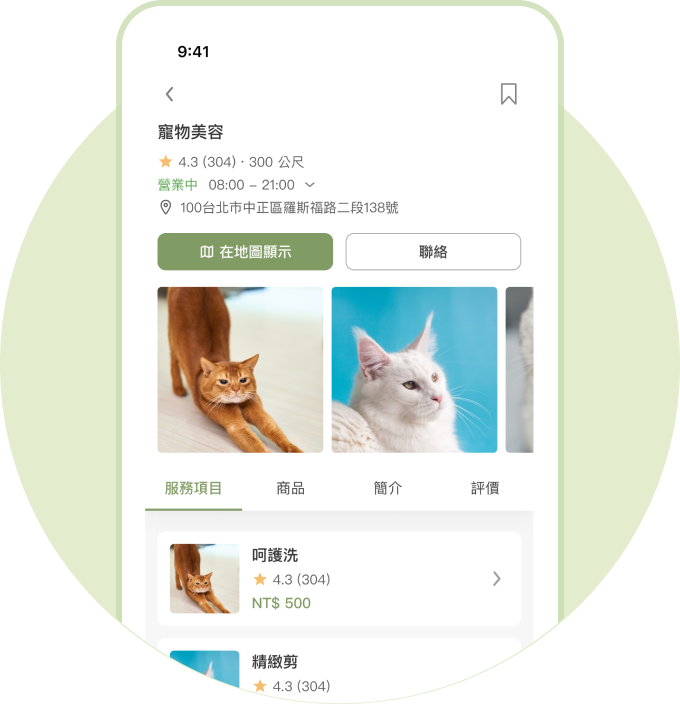 9:41
寵物美容
4.3 (304) · 300 公尺
營業中 08:00 – 21:00
100台北市中正區羅斯福路二段138號
在地圖顯示 聯絡
服務項目 商品 簡介 評價
呵護洗
4.3 (304)
NT$ 500
精緻剪
4.3 (304)